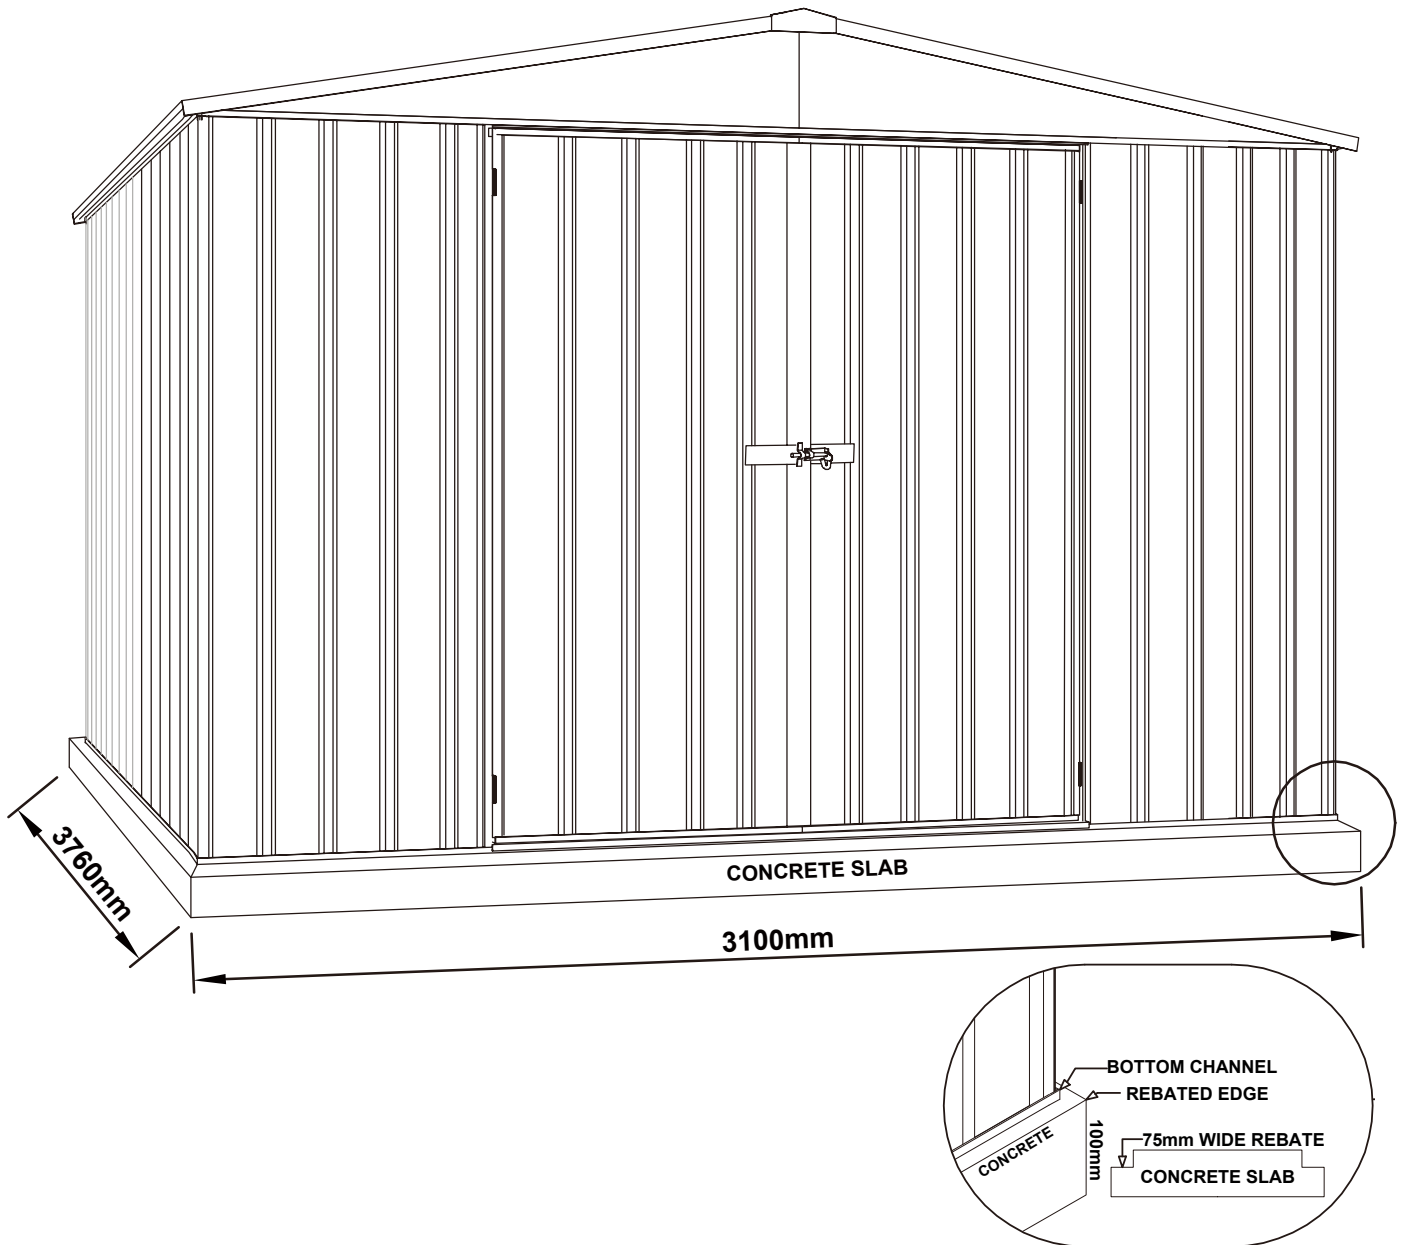 CONCRETE SLAB
3760mm
3100mm
BOTTOM CHANNEL
REBATED EDGE
CONCRETE
100mm
75mm WIDE REBATE
CONCRETE SLAB